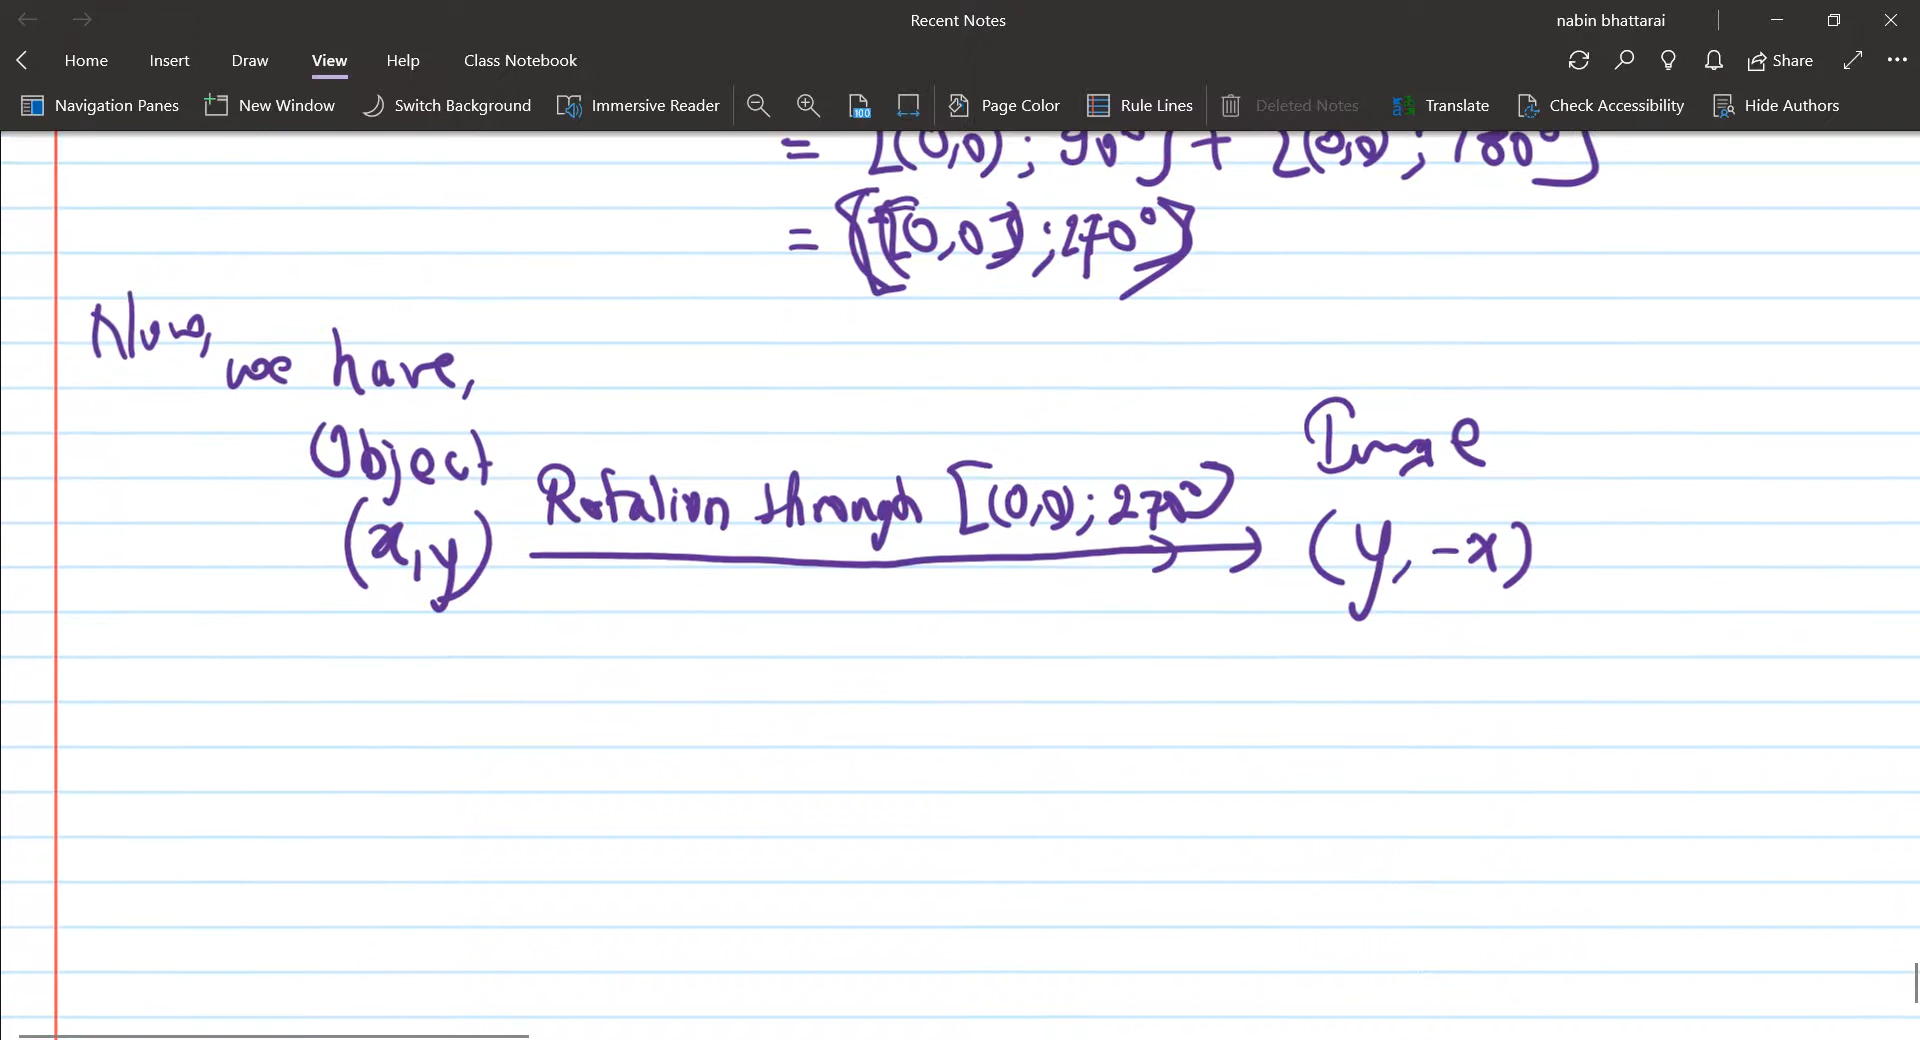 Recent Notes
nabin bhattarai
Home Insert Draw View Help Class Notebook
Share
Navigation Panes New Window Switch Background Immersive Reader 100 Page Color Rule Lines Deleted Notes Translate Check Accessibility Hide Authors
= [(0,0); 90°] + [(0,0); 180°]
= [(0,0); 270°]
Now,
we have,
Object Image
Rotation through [(0,0); 270°]
(x,y) (y, -x)